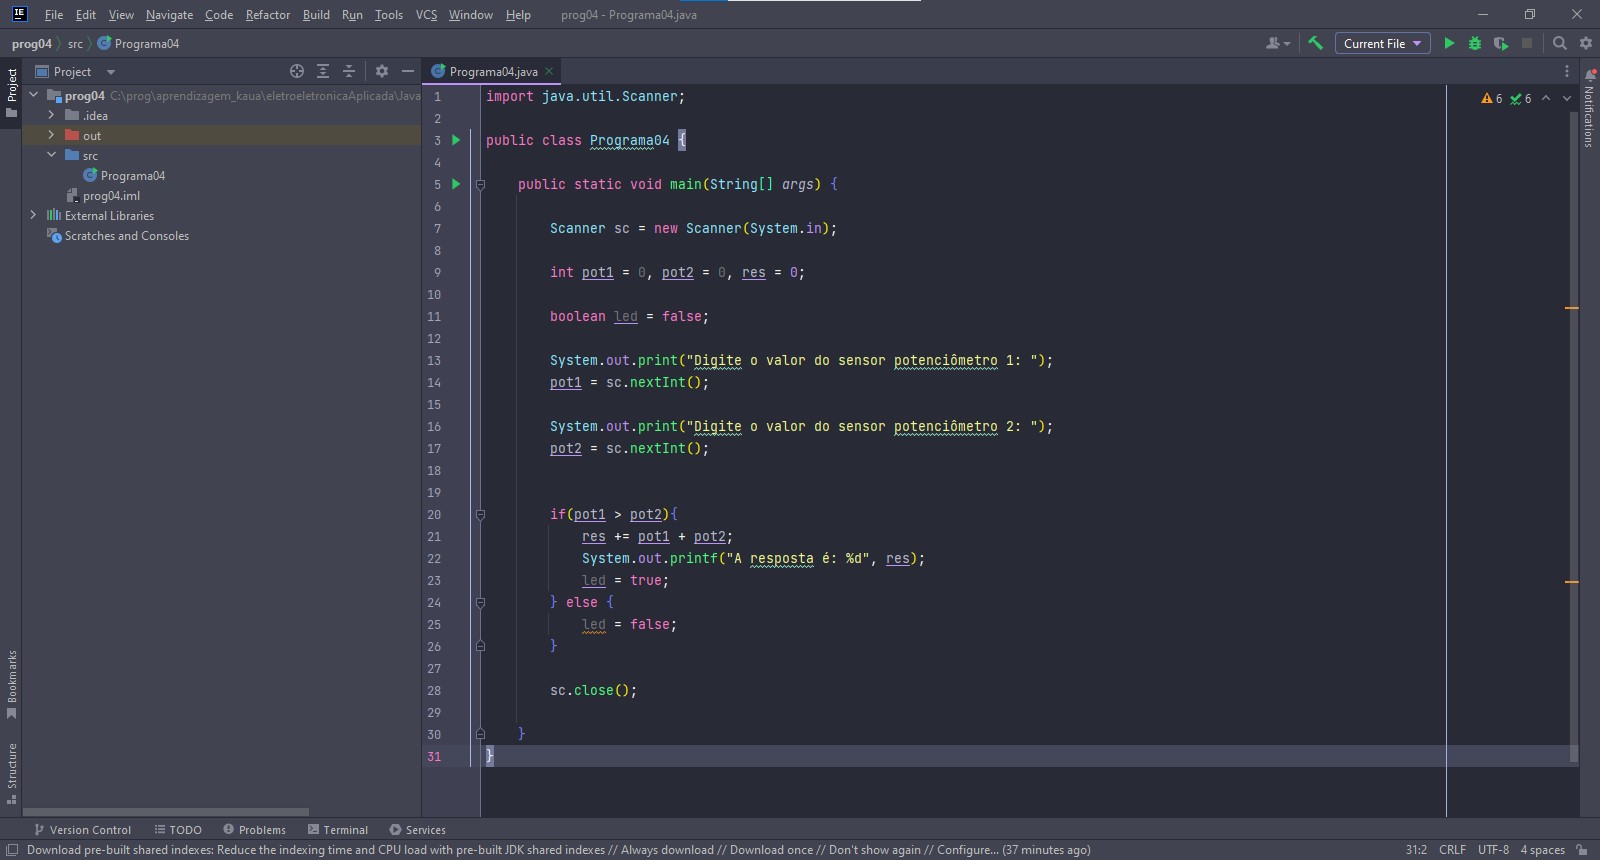 IE File Edit View Navigate Code Refactor Build Run Tools VCS Window Help prog04 - Programa04.java
prog04 src Programa04 Current File
Project
Project
Programa04.java
prog04 C:\prog\aprendizagem_kaua\eletroeletronicaAplicada\Java
.idea
out
src
Programa04
prog04.iml
External Libraries
Scratches and Consoles
Bookmarks
Structure
1 import java.util.Scanner;
2
3 public class Programa04 {
4
5 public static void main(String[] args) {
6
7 Scanner sc = new Scanner(System.in);
8
9 int pot1 = 0, pot2 = 0, res = 0;
10
11 boolean led = false;
12
13 System.out.print("Digite o valor do sensor potenciômetro 1: ");
14 pot1 = sc.nextInt();
15
16 System.out.print("Digite o valor do sensor potenciômetro 2: ");
17 pot2 = sc.nextInt();
18
19
20 if(pot1 > pot2){
21 res += pot1 + pot2;
22 System.out.printf("A resposta é: %d", res);
23 led = true;
24 } else {
25 led = false;
26 }
27
28 sc.close();
29
30 }
31 }
6 6
Notifications
Version Control TODO Problems Terminal Services
Download pre-built shared indexes: Reduce the indexing time and CPU load with pre-built JDK shared indexes // Always download // Download once // Don't show again // Configure... (37 minutes ago) 31:2 CRLF UTF-8 4 spaces